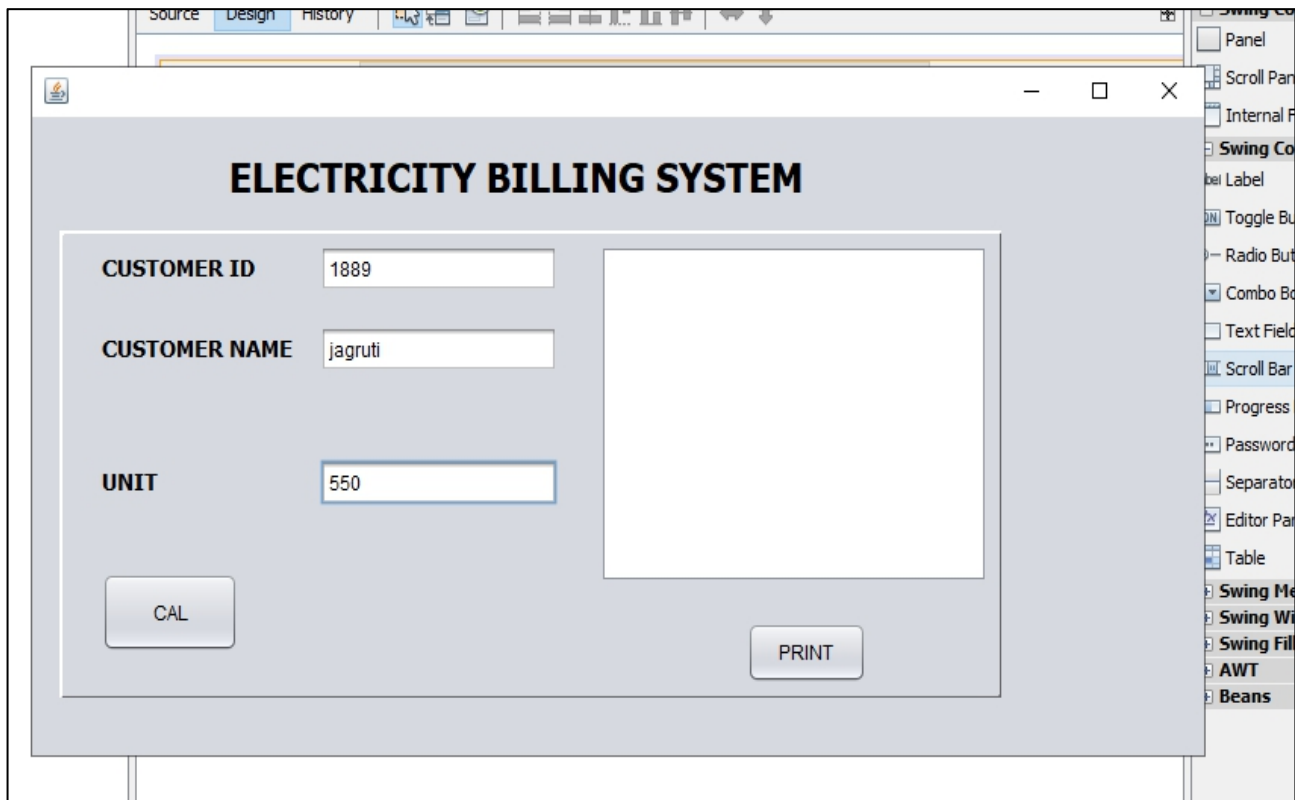 Source Design History
Swing Co
Panel
Scroll Pan
Internal F
ELECTRICITY BILLING SYSTEM
Swing Co
Label
Toggle Bu
CUSTOMER ID 1889
Radio But
Combo Bo
CUSTOMER NAME jagruti
Text Field
Scroll Bar
Progress
Password
UNIT 550
Separator
Editor Par
Table
Swing Me
CAL
Swing Wi
Swing Fill
PRINT
AWT
Beans